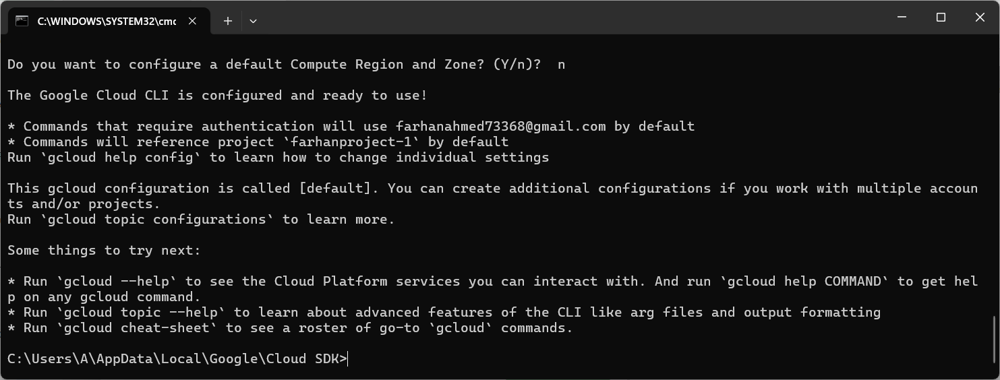 C:\WINDOWS\SYSTEM32\cmd
Do you want to configure a default Compute Region and Zone? (Y/n)?  n
The Google Cloud CLI is configured and ready to use!
* Commands that require authentication will use farhanahmed73368@gmail.com by default
* Commands will reference project `farhanproject-1` by default
Run `gcloud help config` to learn how to change individual settings
This gcloud configuration is called [default]. You can create additional configurations if you work with multiple accoun
ts and/or projects.
Run `gcloud topic configurations` to learn more.
Some things to try next:
* Run `gcloud --help` to see the Cloud Platform services you can interact with. And run `gcloud help COMMAND` to get hel
p on any gcloud command.
* Run `gcloud topic --help` to learn about advanced features of the CLI like arg files and output formatting
* Run `gcloud cheat-sheet` to see a roster of go-to `gcloud` commands.
C:\Users\A\AppData\Local\Google\Cloud SDK>